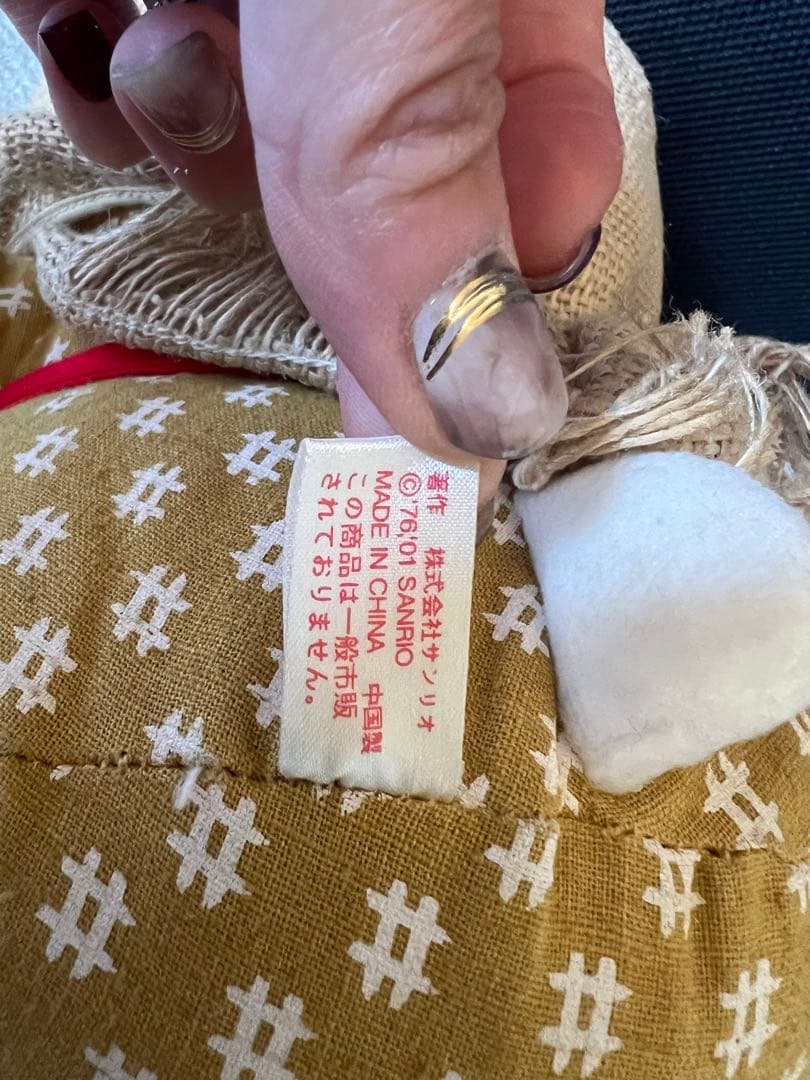 著作 株式会社サンリオ
©'76,'01 SANRIO
MADE IN CHINA 中国製
この商品は一般市販
されておりません。